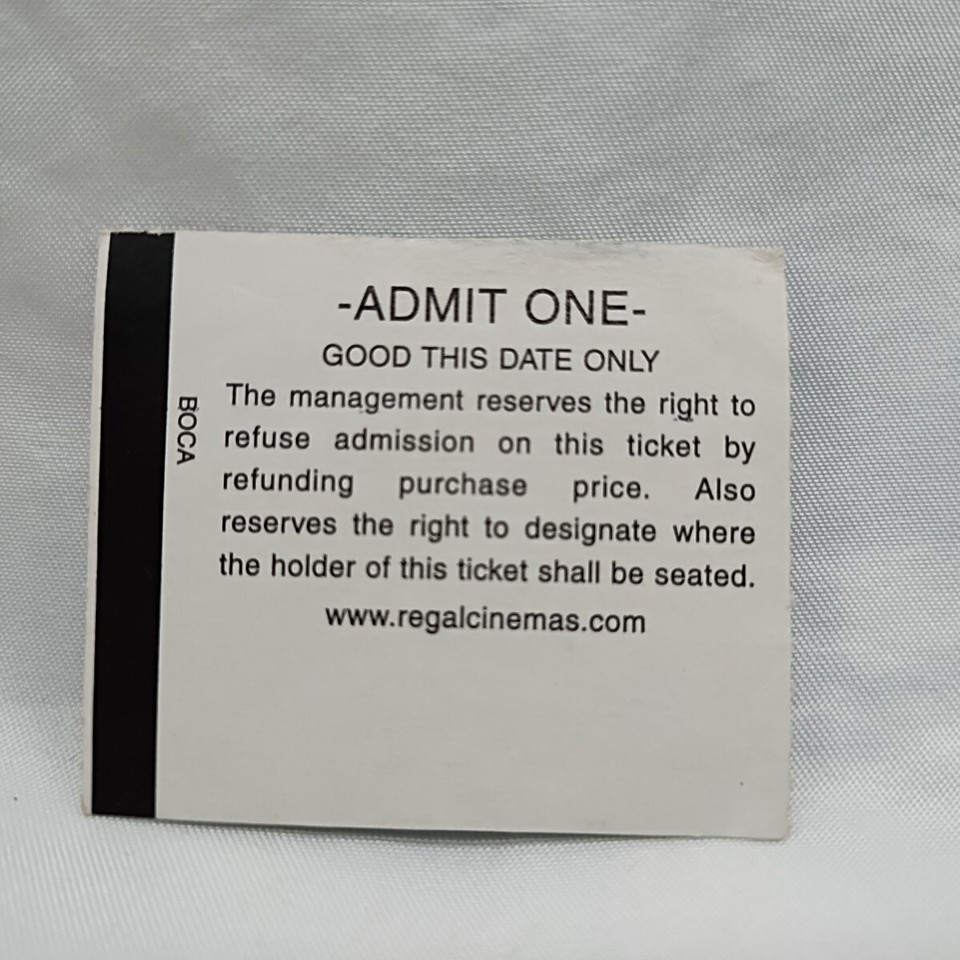 -ADMIT ONE-
GOOD THIS DATE ONLY
The management reserves the right to
refuse admission on this ticket by
refunding purchase price. Also
reserves the right to designate where
the holder of this ticket shall be seated.
www.regalcinemas.com
BOCA